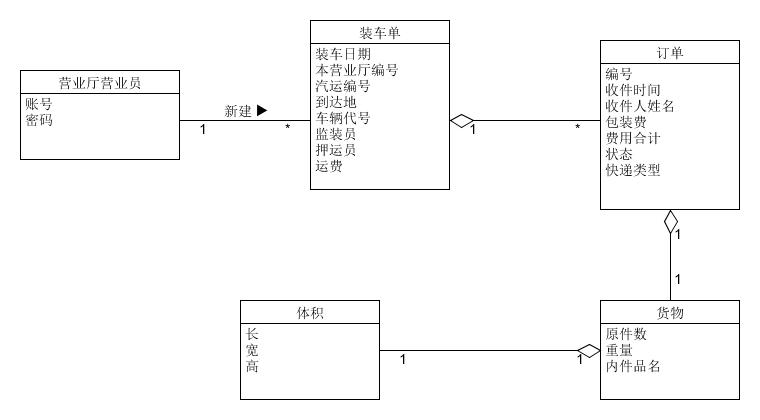 营业厅营业员
账号
密码
新建 ▶
1
*
装车单
装车日期
本营业厅编号
汽运编号
到达地
车辆代号
监装员
押运员
运费
1
*
订单
编号
收件时间
收件人姓名
包装费
费用合计
状态
快递类型
1
1
体积
长
宽
高
1
1
货物
原件数
重量
内件品名